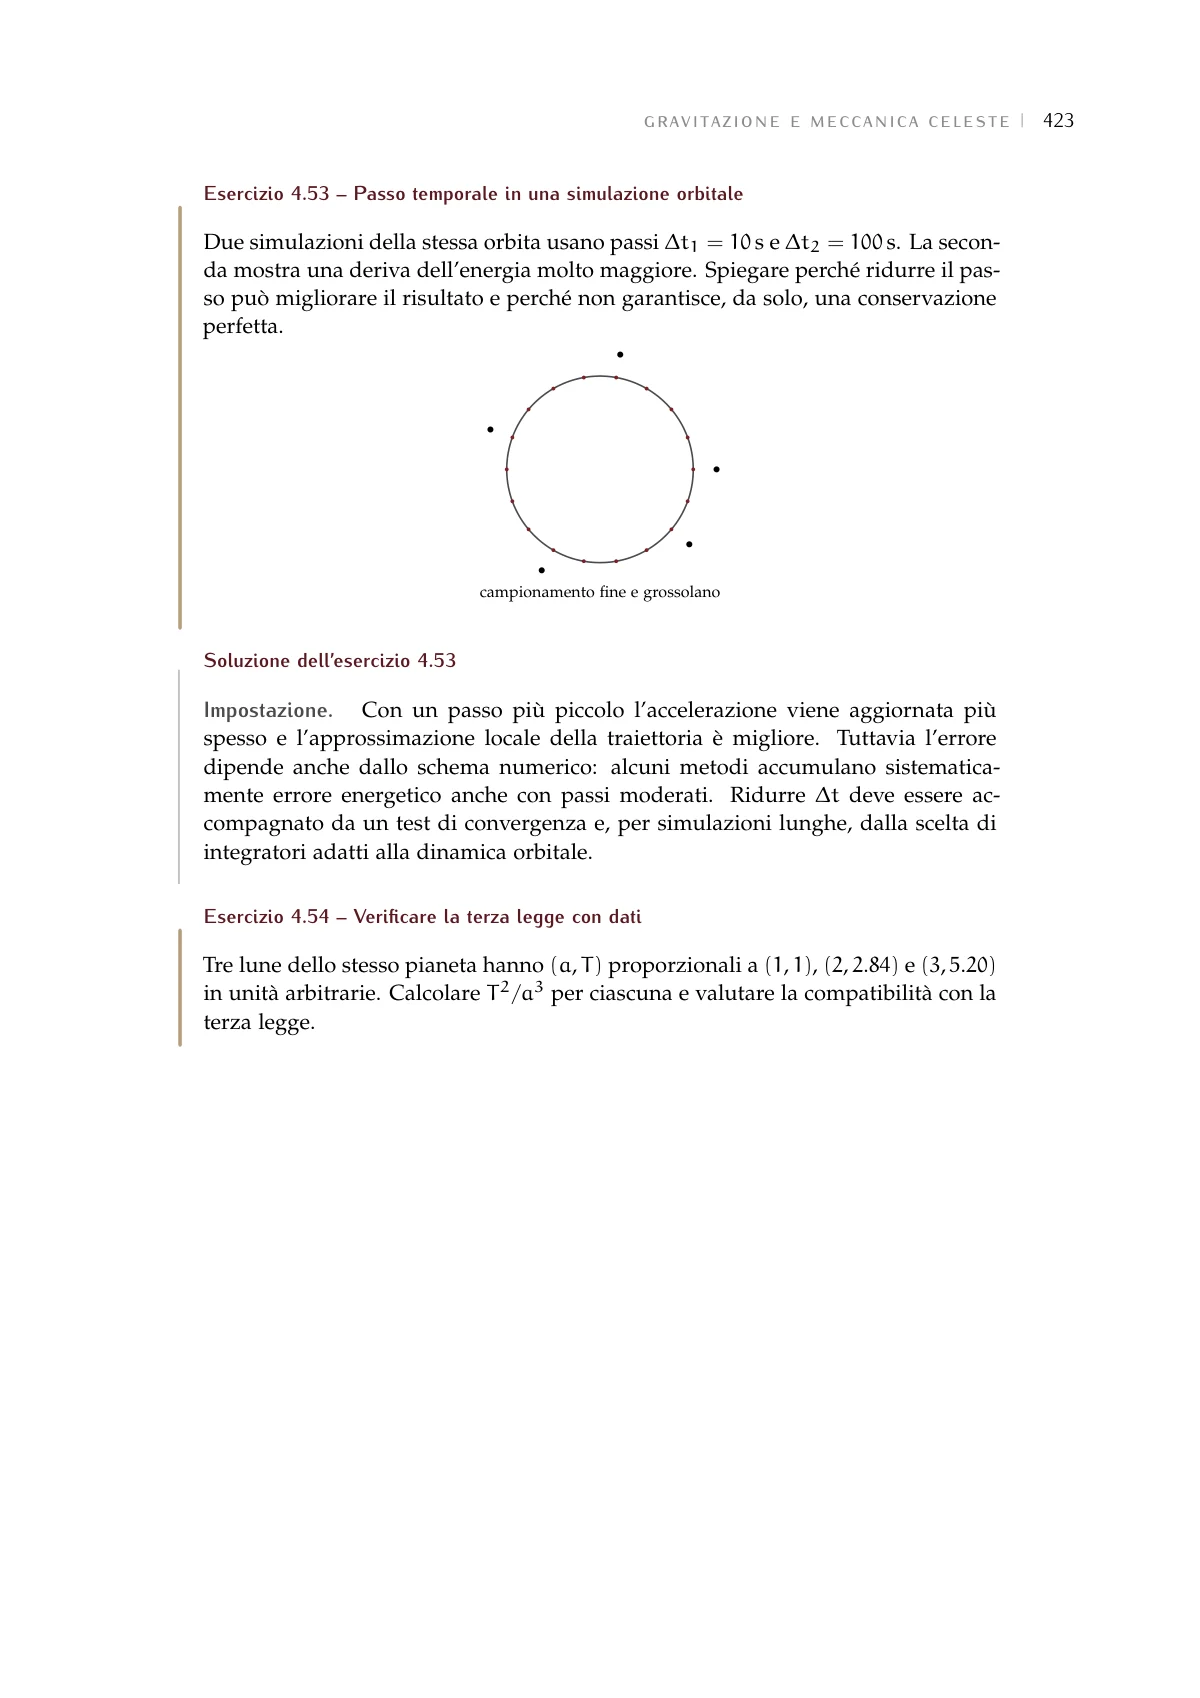 GRAVITAZIONE E MECCANICA CELESTE | 423
Esercizio 4.53 – Passo temporale in una simulazione orbitale
Due simulazioni della stessa orbita usano passi Δt₁ = 10 s e Δt₂ = 100 s. La secon-
da mostra una deriva dell’energia molto maggiore. Spiegare perché ridurre il pas-
so può migliorare il risultato e perché non garantisce, da solo, una conservazione
perfetta.
campionamento fine e grossolano
Soluzione dell’esercizio 4.53
Impostazione. Con un passo più piccolo l’accelerazione viene aggiornata più
spesso e l’approssimazione locale della traiettoria è migliore. Tuttavia l’errore
dipende anche dallo schema numerico: alcuni metodi accumulano sistematica-
mente errore energetico anche con passi moderati. Ridurre Δt deve essere ac-
compagnato da un test di convergenza e, per simulazioni lunghe, dalla scelta di
integratori adatti alla dinamica orbitale.
Esercizio 4.54 – Verificare la terza legge con dati
Tre lune dello stesso pianeta hanno (a, T) proporzionali a (1, 1), (2, 2.84) e (3, 5.20)
in unità arbitrarie. Calcolare T²/a³ per ciascuna e valutare la compatibilità con la
terza legge.